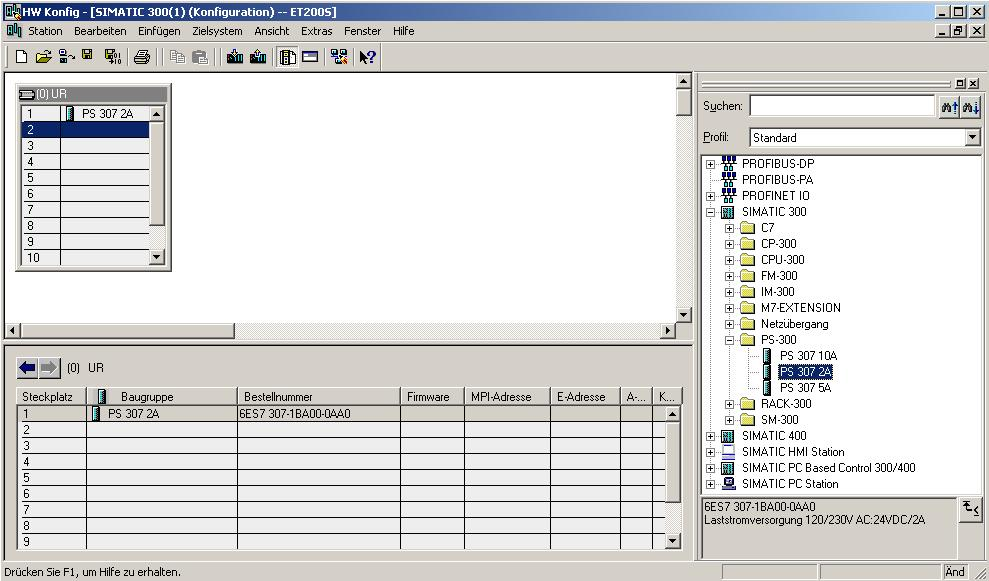 HW Konfig - [SIMATIC 300(1) (Konfiguration) -- ET200S]
Station Bearbeiten Einfügen Zielsystem Ansicht Extras Fenster Hilfe
(0) UR
1 PS 307 2A
2
3
4
5
6
7
8
9
10
Suchen:
Profil: Standard
PROFIBUS-DP
PROFIBUS-PA
PROFINET IO
SIMATIC 300
C7
CP-300
CPU-300
FM-300
IM-300
M7-EXTENSION
Netzübergang
PS-300
PS 307 10A
PS 307 2A
PS 307 5A
RACK-300
SM-300
SIMATIC 400
SIMATIC HMI Station
SIMATIC PC Based Control 300/400
SIMATIC PC Station
6ES7 307-1BA00-0AA0
Laststromversorgung 120/230V AC:24VDC/2A
(0) UR
Steckplatz Baugruppe Bestellnummer Firmware MPI-Adresse E-Adresse A-... K...
1 PS 307 2A 6ES7 307-1BA00-0AA0
2
3
4
5
6
7
8
9
Drücken Sie F1, um Hilfe zu erhalten.
Änd